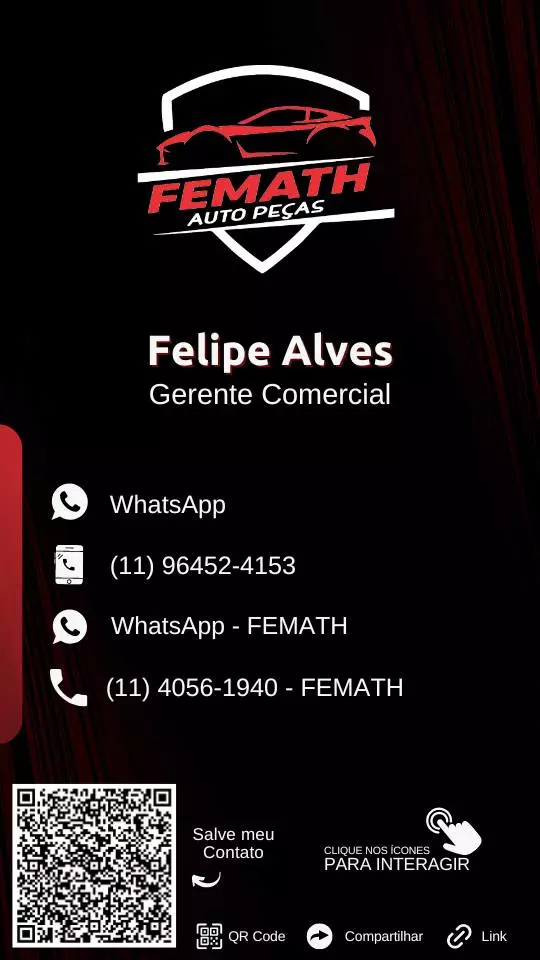 FEMATH
AUTO PEÇAS
Felipe Alves
Gerente Comercial
WhatsApp
(11) 96452-4153
WhatsApp - FEMATH
(11) 4056-1940 - FEMATH
Salve meu
Contato
CLIQUE NOS ÍCONES
PARA INTERAGIR
QR Code
Compartilhar
Link